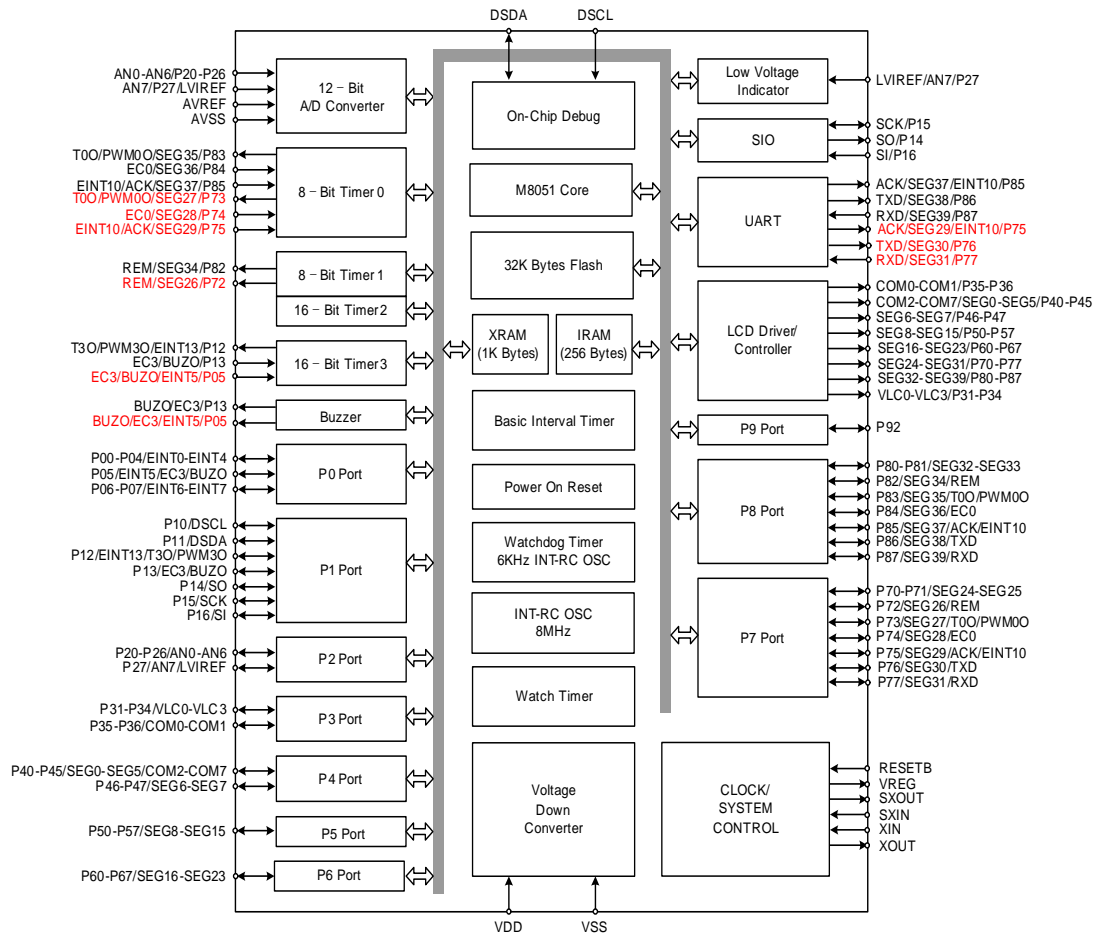 DSDA
DSCL
AN0-AN6/P20-P26
AN7/P27/LVIREF
AVREF
AVSS
12 – Bit
A/D Converter
T0O/PWM0O/SEG35/P83
EC0/SEG36/P84
EINT10/ACK/SEG37/P85
T0O/PWM0O/SEG27/P73
EC0/SEG28/P74
EINT10/ACK/SEG29/P75
8 – Bit Timer 0
REM/SEG34/P82
REM/SEG26/P72
8 – Bit Timer 1
16 – Bit Timer 2
T3O/PWM3O/EINT13/P12
EC3/BUZO/P13
EC3/BUZO/EINT5/P05
16 – Bit Timer 3
BUZO/EC3/P13
BUZO/EC3/EINT5/P05
Buzzer
P00-P04/EINT0-EINT4
P05/EINT5/EC3/BUZO
P06-P07/EINT6-EINT7
P0 Port
P10/DSCL
P11/DSDA
P12/EINT13/T3O/PWM3O
P13/EC3/BUZO
P14/SO
P15/SCK
P16/SI
P1 Port
P20-P26/AN0-AN6
P27/AN7/LVIREF
P2 Port
P31-P34/VLC0-VLC3
P35-P36/COM0-COM1
P3 Port
P40-P45/SEG0-SEG5/COM2-COM7
P46-P47/SEG6-SEG7
P4 Port
P50-P57/SEG8-SEG15
P5 Port
P60-P67/SEG16-SEG23
P6 Port
On-Chip Debug
M8051 Core
32K Bytes Flash
XRAM
(1K Bytes)
IRAM
(256 Bytes)
Basic Interval Timer
Power On Reset
Watchdog Timer
6KHz INT-RC OSC
INT-RC OSC
8MHz
Watch Timer
Voltage
Down
Converter
VDD
VSS
Low Voltage
Indicator
LVIREF/AN7/P27
SIO
SCK/P15
SO/P14
SI/P16
UART
ACK/SEG37/EINT10/P85
TXD/SEG38/P86
RXD/SEG39/P87
ACK/SEG29/EINT10/P75
TXD/SEG30/P76
RXD/SEG31/P77
LCD Driver/
Controller
COM0-COM1/P35-P36
COM2-COM7/SEG0-SEG5/P40-P45
SEG6-SEG7/P46-P47
SEG8-SEG15/P50-P57
SEG16-SEG23/P60-P67
SEG24-SEG31/P70-P77
SEG32-SEG39/P80-P87
VLC0-VLC3/P31-P34
P9 Port
P92
P8 Port
P80-P81/SEG32-SEG33
P82/SEG34/REM
P83/SEG35/T0O/PWM0O
P84/SEG36/EC0
P85/SEG37/ACK/EINT10
P86/SEG38/TXD
P87/SEG39/RXD
P7 Port
P70-P71/SEG24-SEG25
P72/SEG26/REM
P73/SEG27/T0O/PWM0O
P74/SEG28/EC0
P75/SEG29/ACK/EINT10
P76/SEG30/TXD
P77/SEG31/RXD
CLOCK/
SYSTEM
CONTROL
RESETB
VREG
SXOUT
SXIN
XIN
XOUT